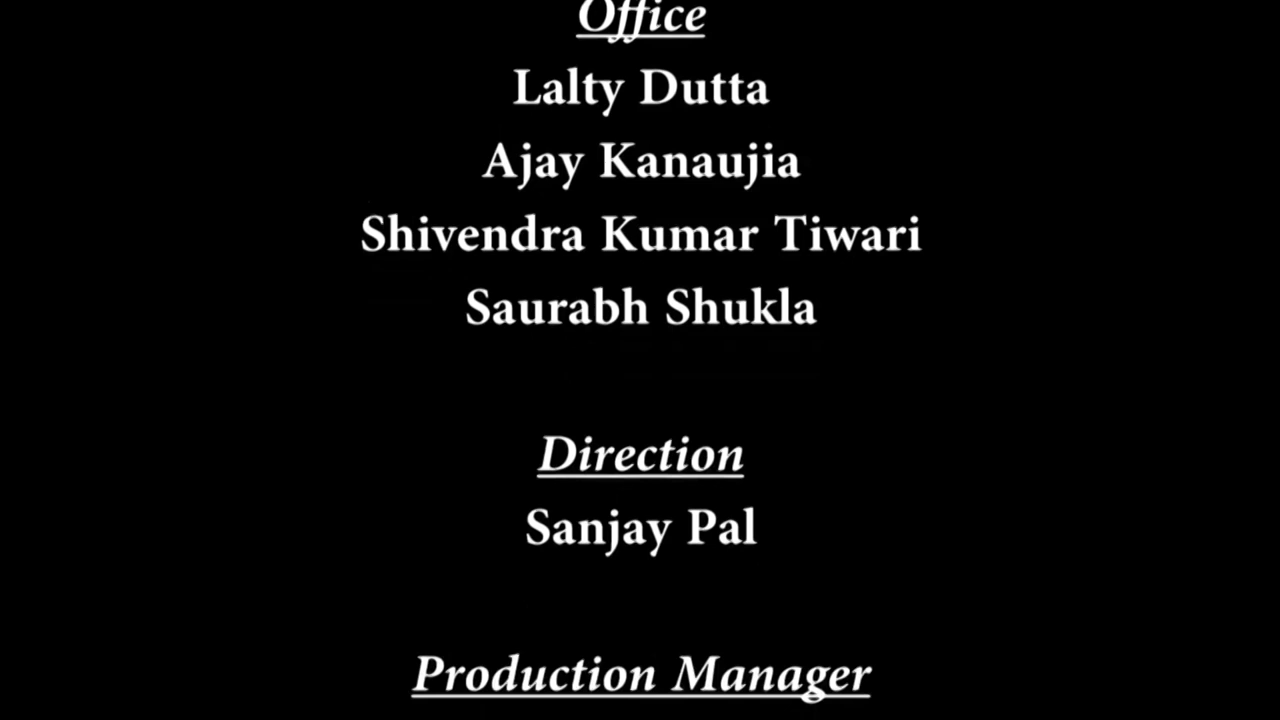 Office
Lalty Dutta
Ajay Kanaujia
Shivendra Kumar Tiwari
Saurabh Shukla
Direction
Sanjay Pal
Production Manager